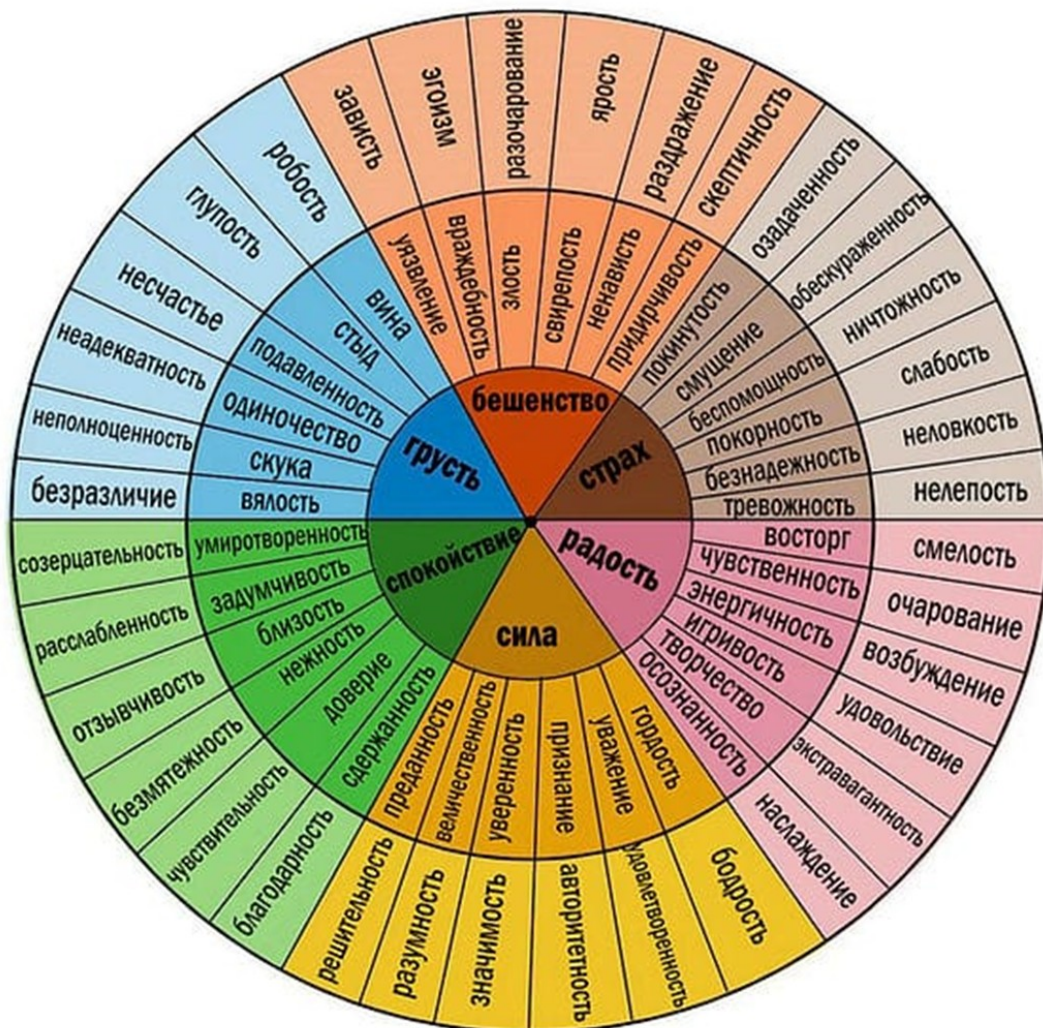 зависть
эгоизм
разочарование
ярость
раздражение
скептичность
уязвление
враждебность
злость
свирепость
ненависть
придирчивость
бешенство
озадаченность
обескураженность
ничтожность
слабость
неловкость
нелепость
покинутость
смущение
беспомощность
покорность
безнадежность
тревожность
страх
восторг
чувственность
энергичность
игривость
творчество
осознанность
радость
смелость
очарование
возбуждение
удовольствие
экстравагантность
наслаждение
гордость
уважение
признание
уверенность
величественность
преданность
сила
бодрость
удовлетворенность
авторитетность
значимость
разумность
решительность
сдержанность
доверие
нежность
близость
задумчивость
умиротворенность
спокойствие
благодарность
чувствительность
безмятежность
отзывчивость
расслабленность
созерцательность
вялость
скука
одиночество
подавленность
стыд
вина
грусть
безразличие
неполноценность
неадекватность
несчастье
глупость
робость